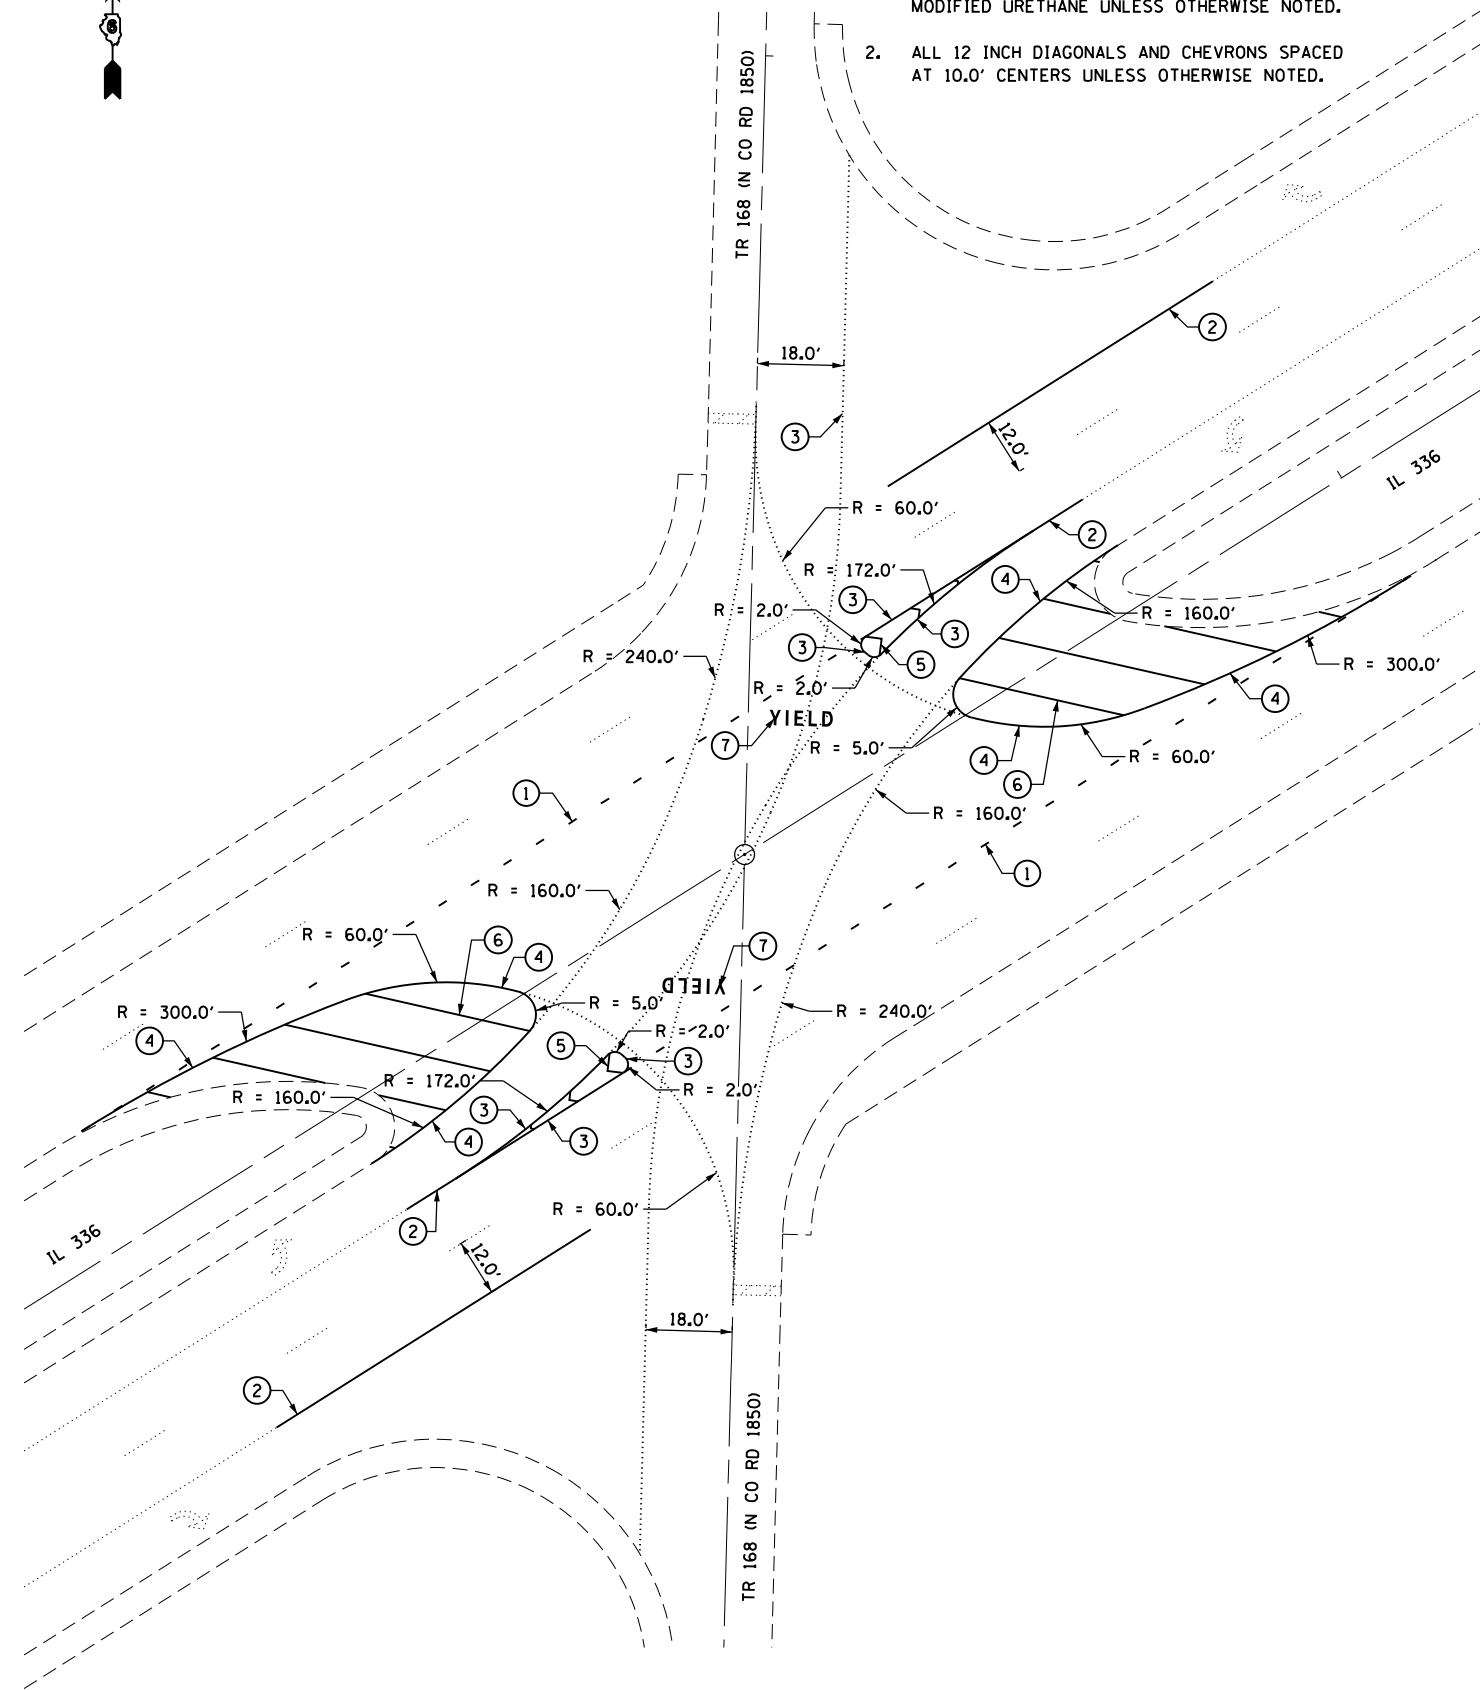 6
MODIFIED URETHANE UNLESS OTHERWISE NOTED.
2. ALL 12 INCH DIAGONALS AND CHEVRONS SPACED
AT 10.0' CENTERS UNLESS OTHERWISE NOTED.
TR 168 (N CO RD 1850)
2
18.0'
3
12.0'
IL 336
R = 60.0'
2
R = 172.0'
4
3
R = 2.0'
R = 160.0'
3
3
R = 240.0'
5
R = 300.0'
R = 2.0'
4
YIELD
7
R = 5.0'
4
R = 60.0'
6
1
R = 160.0'
1
R = 160.0'
R = 60.0'
6
4
7
YIELD
R = 5.0'
R = 300.0'
R = 240.0'
4
R = 2.0'
5
3
R = 172.0'
R = 2.0'
R = 160.0'
3
4
3
R = 60.0'
2
IL 336
12.0'
18.0'
2
TR 168 (N CO RD 1850)